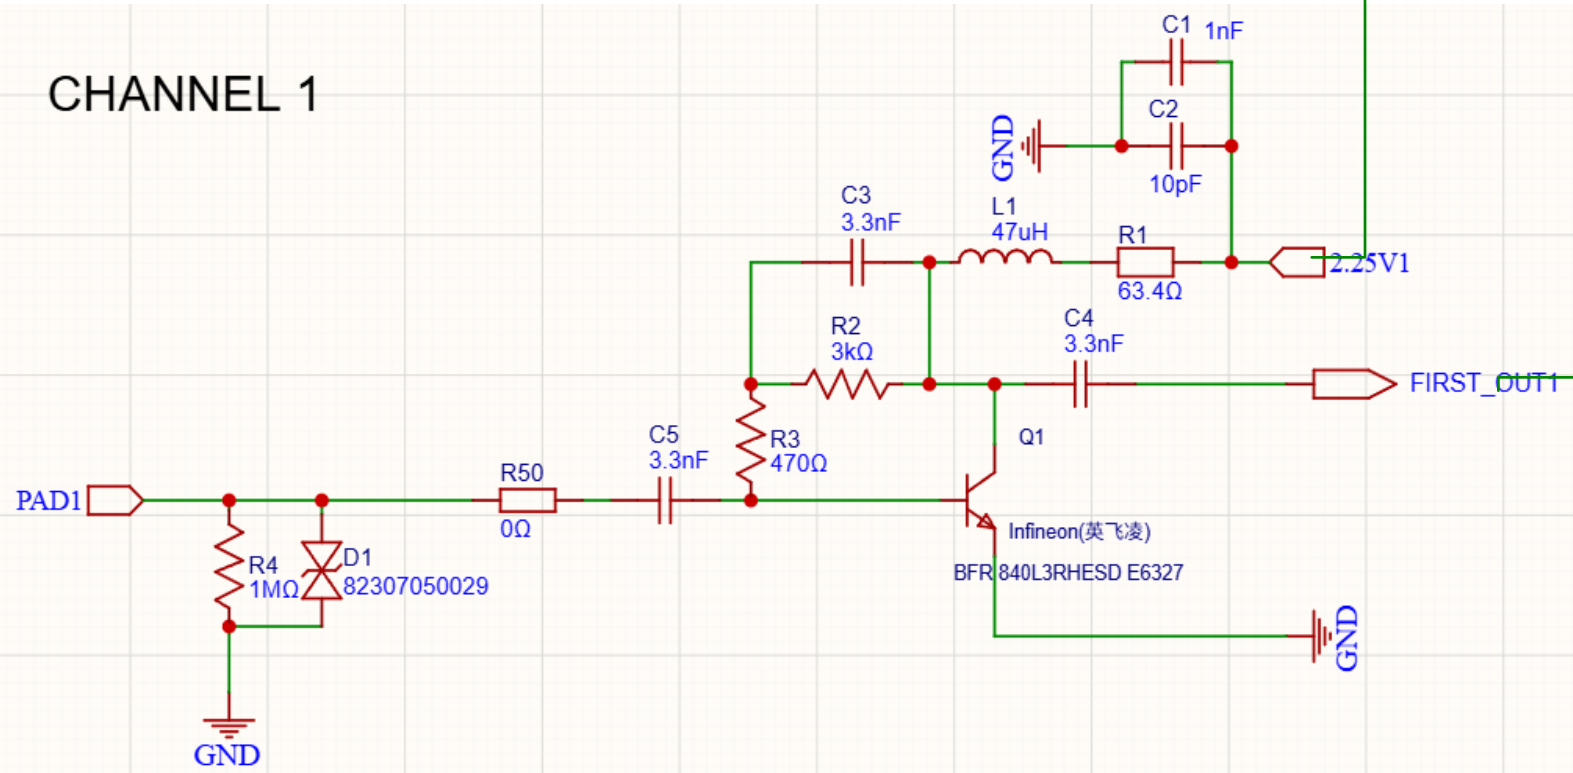 CHANNEL 1
C1 1nF
C2
10pF
GND
C3
3.3nF
L1
47uH
R1
63.4Ω
2.25V1
R2
3kΩ
C4
3.3nF
FIRST_OUT1
C5
3.3nF
R3
470Ω
Q1
PAD1
R50
0Ω
Infineon(英飞凌)
BFR 840L3RHESD E6327
R4
1MΩ
D1
82307050029
GND
GND